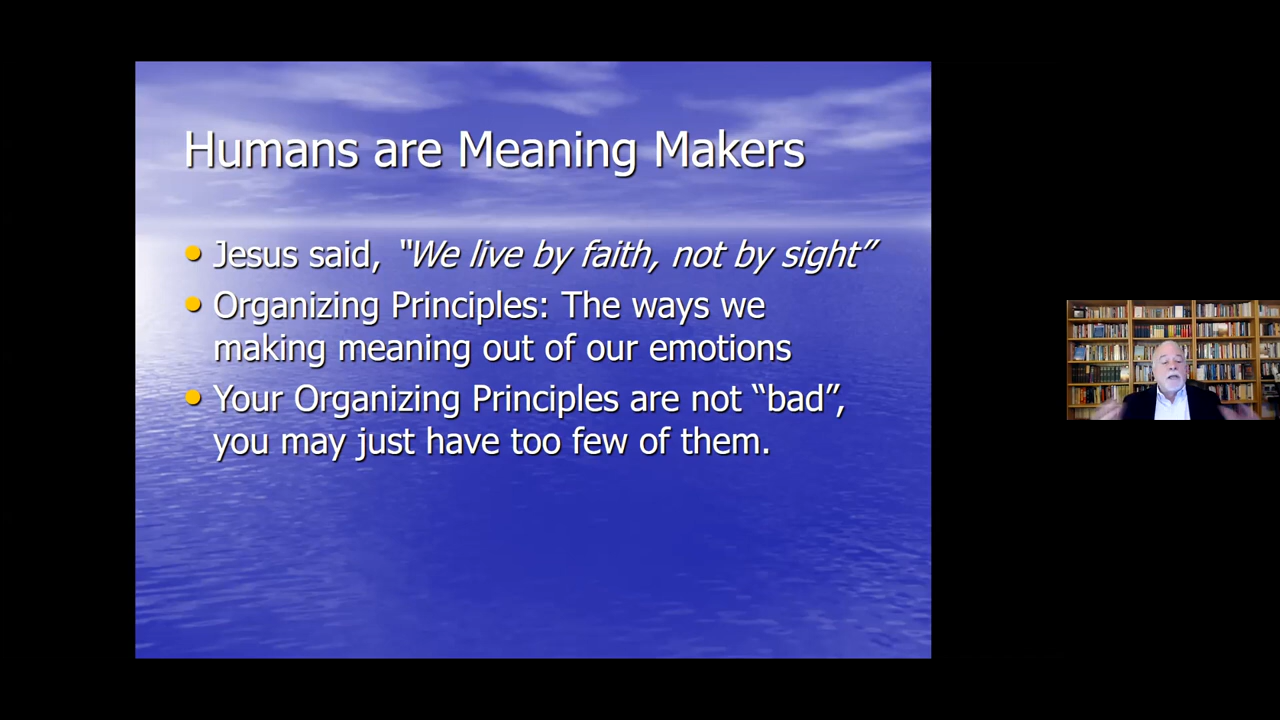 Humans are Meaning Makers
• Jesus said, “We live by faith, not by sight”
• Organizing Principles: The ways we
making meaning out of our emotions
• Your Organizing Principles are not “bad”,
you may just have too few of them.